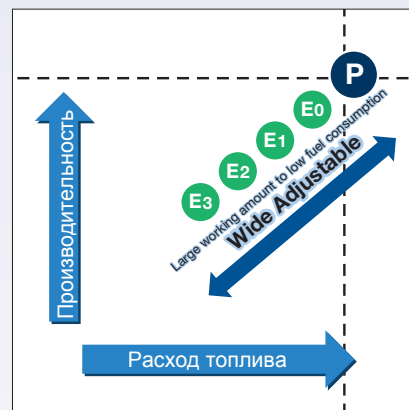 P
E0
E1
E2
E3
Large working amount to low fuel consumption
Wide Adjustable
Производительность
Расход топлива